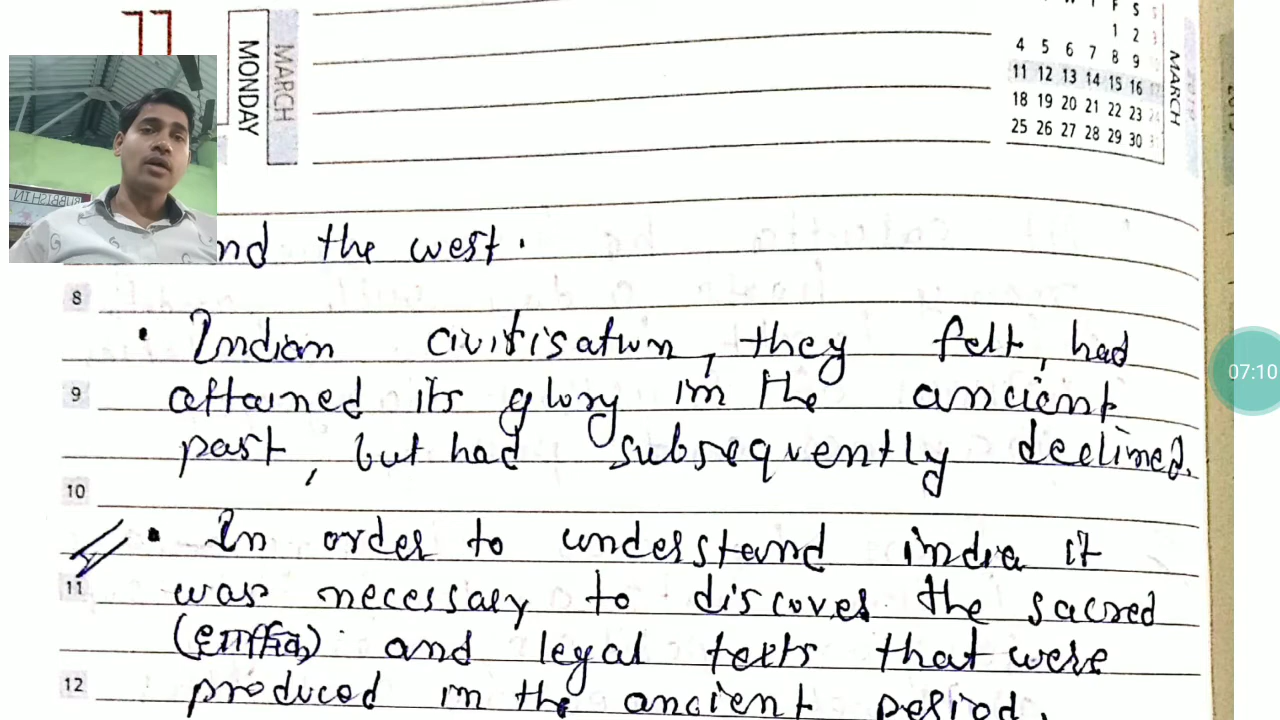 11
MONDAY
MARCH
F S S
1 2 3
4 5 6 7 8 9
11 12 13 14 15 16
18 19 20 21 22 23 24
25 26 27 28 29 30 31
MARCH
nd the west.
8
• Indian civilisation, they felt, had
9 attained its glory in the ancient
past, but had subsequently declined.
10
• In order to understand india it
11 was necessary to discover the sacred
(धार्मिक) and legal texts that were
12 produced in the ancient period.
07:10